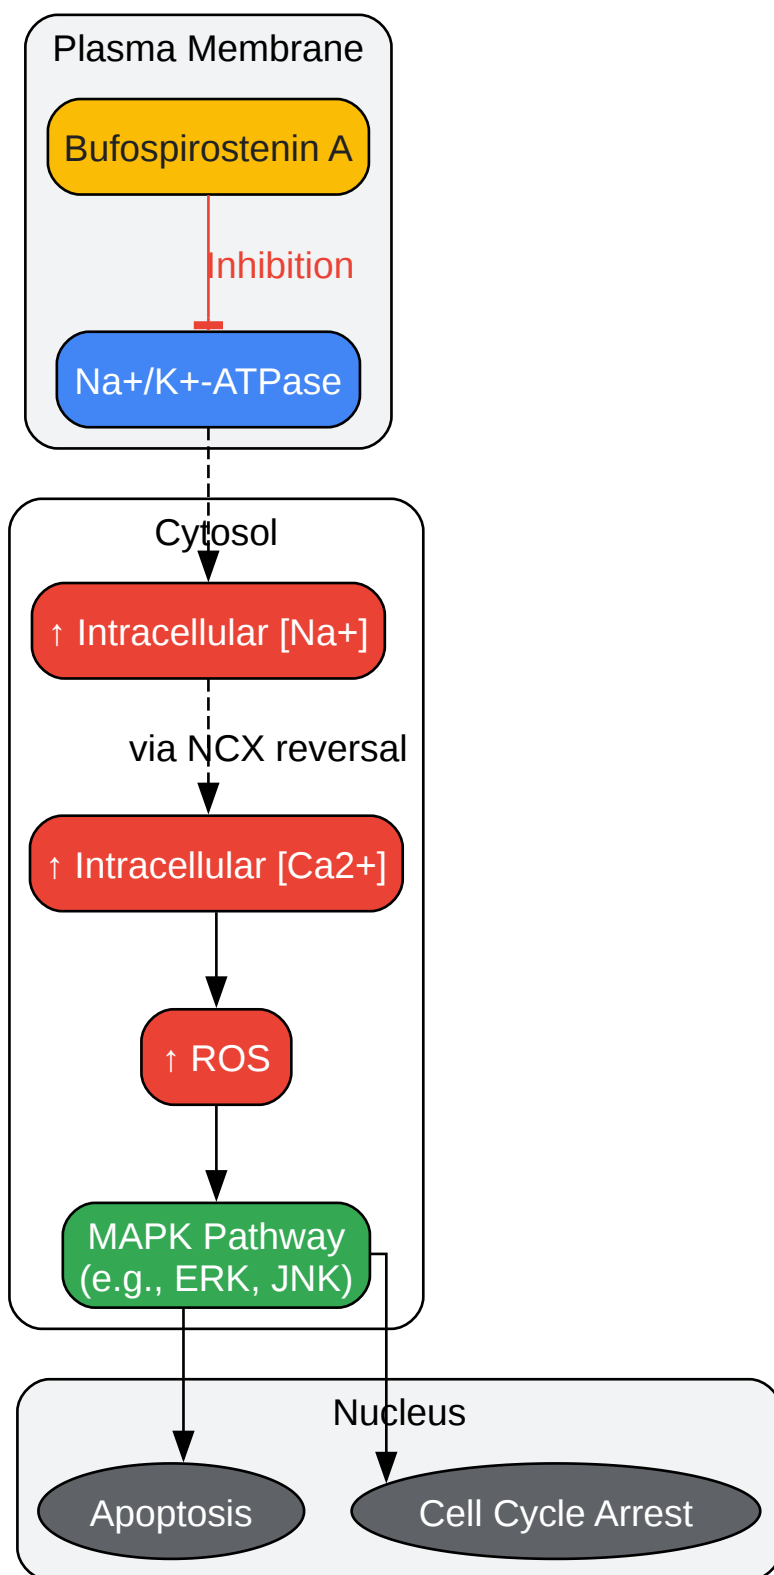 Plasma Membrane
Bufospirostenin A
Inhibition
Na+/K+-ATPase
Cytosol
↑ Intracellular [Na+]
via NCX reversal
↑ Intracellular [Ca2+]
↑ ROS
MAPK Pathway
(e.g., ERK, JNK)
Nucleus
Apoptosis
Cell Cycle Arrest